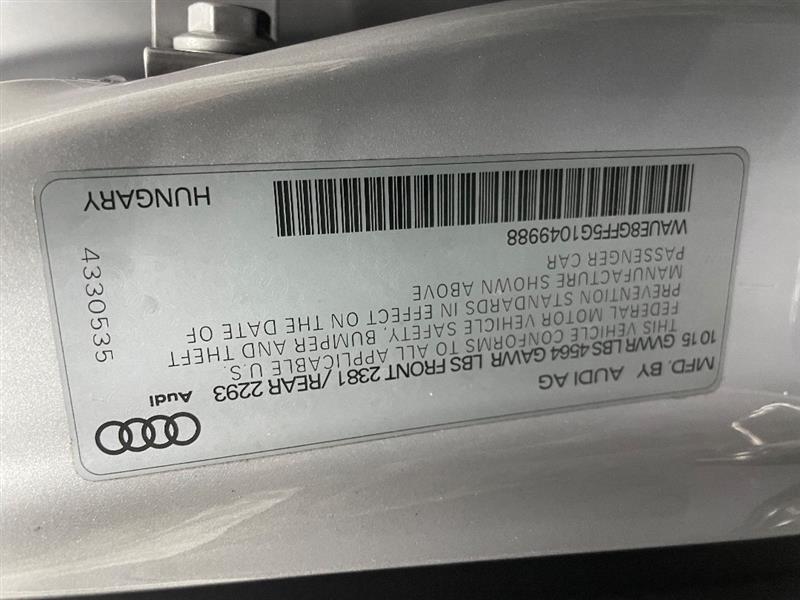 MFD. BY AUDI AG
1015 GVWR LBS 4564 GAWR LBS FRONT 2381 / REAR 2293
THIS VEHICLE CONFORMS TO ALL APPLICABLE U.S.
FEDERAL MOTOR VEHICLE SAFETY, BUMPER AND THEFT
PREVENTION STANDARDS IN EFFECT ON THE DATE OF
MANUFACTURE SHOWN ABOVE
PASSENGER CAR
WAUE8GFF5G1049988
Audi
4330535
HUNGARY